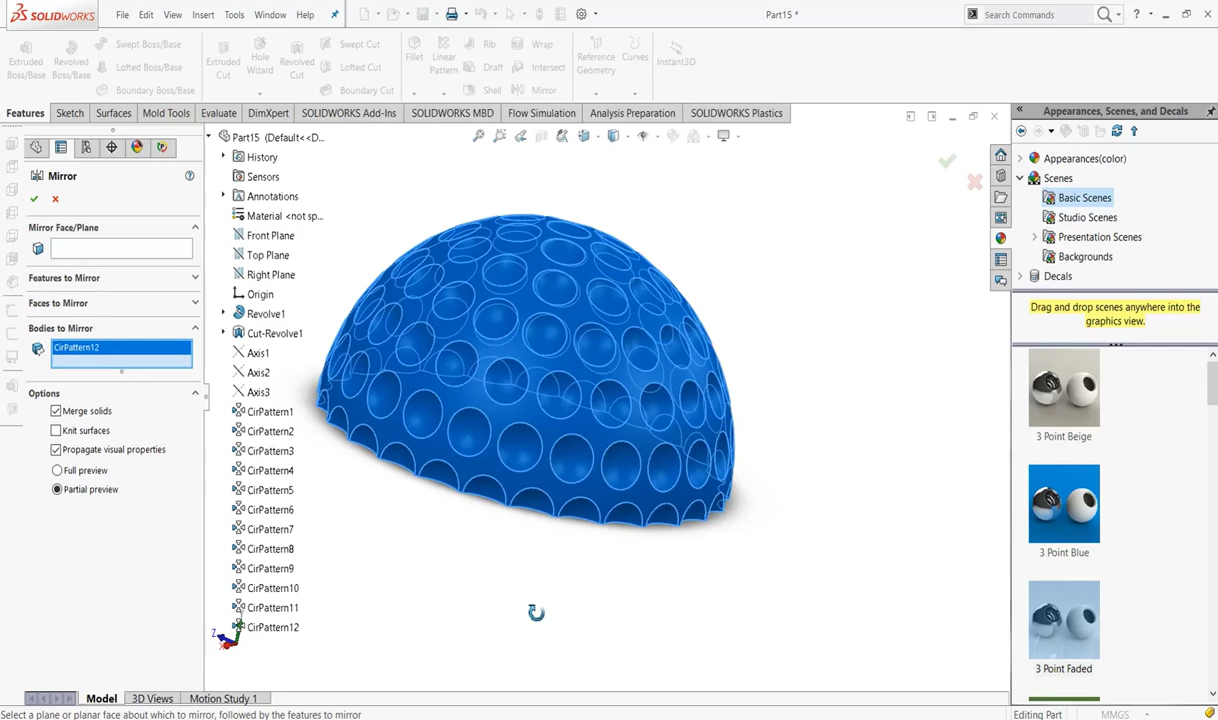 SOLIDWORKS
File
Edit
View
Insert
Tools
Window
Help
Part15 *
Search Commands
?
Extruded Boss/Base
Revolved Boss/Base
Swept Boss/Base
Lofted Boss/Base
Boundary Boss/Base
Extruded Cut
Hole Wizard
Revolved Cut
Swept Cut
Lofted Cut
Boundary Cut
Fillet
Linear Pattern
Rib
Draft
Shell
Wrap
Intersect
Mirror
Reference Geometry
Curves
Instant3D
Features
Sketch
Surfaces
Mold Tools
Evaluate
DimXpert
SOLIDWORKS Add-Ins
SOLIDWORKS MBD
Flow Simulation
Analysis Preparation
SOLIDWORKS Plastics
Mirror
Mirror Face/Plane
Features to Mirror
Faces to Mirror
Bodies to Mirror
CirPattern12
Options
Merge solids
Knit surfaces
Propagate visual properties
Full preview
Partial preview
Part15 (Default<<D...
History
Sensors
Annotations
Material <not sp...
Front Plane
Top Plane
Right Plane
Origin
Revolve1
Cut-Revolve1
Axis1
Axis2
Axis3
CirPattern1
CirPattern2
CirPattern3
CirPattern4
CirPattern5
CirPattern6
CirPattern7
CirPattern8
CirPattern9
CirPattern10
CirPattern11
CirPattern12
Z
Appearances, Scenes, and Decals
Appearances(color)
Scenes
Basic Scenes
Studio Scenes
Presentation Scenes
Backgrounds
Decals
Drag and drop scenes anywhere into the
graphics view.
3 Point Beige
3 Point Blue
3 Point Faded
Model
3D Views
Motion Study 1
Select a plane or planar face about which to mirror, followed by the features to mirror
Editing Part
MMGS